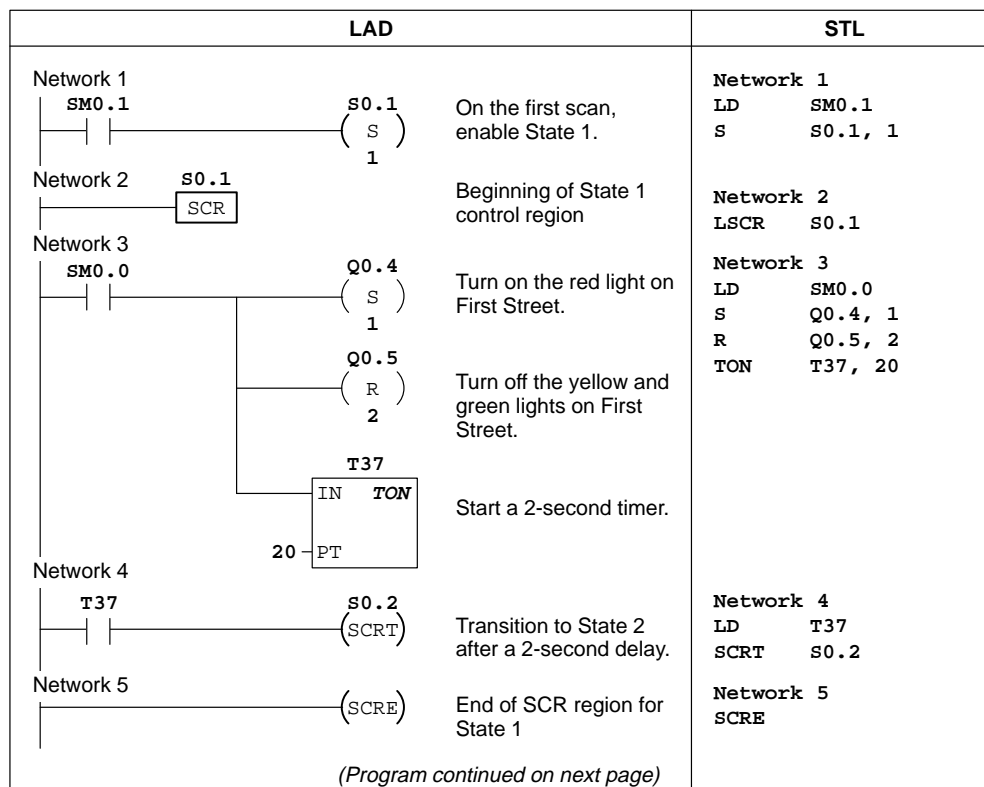 LAD
STL
Network 1
SM0.1
S0.1
S
1
On the first scan,
enable State 1.
Network 1
LD SM0.1
S S0.1, 1
Network 2
S0.1
SCR
Beginning of State 1
control region
Network 2
LSCR S0.1
Network 3
SM0.0
Q0.4
S
1
Turn on the red light on
First Street.
Q0.5
R
2
Turn off the yellow and
green lights on First
Street.
T37
IN TON
20 PT
Start a 2-second timer.
Network 3
LD SM0.0
S Q0.4, 1
R Q0.5, 2
TON T37, 20
Network 4
T37
S0.2
SCRT
Transition to State 2
after a 2-second delay.
Network 4
LD T37
SCRT S0.2
Network 5
SCRE
End of SCR region for
State 1
Network 5
SCRE
(Program continued on next page)